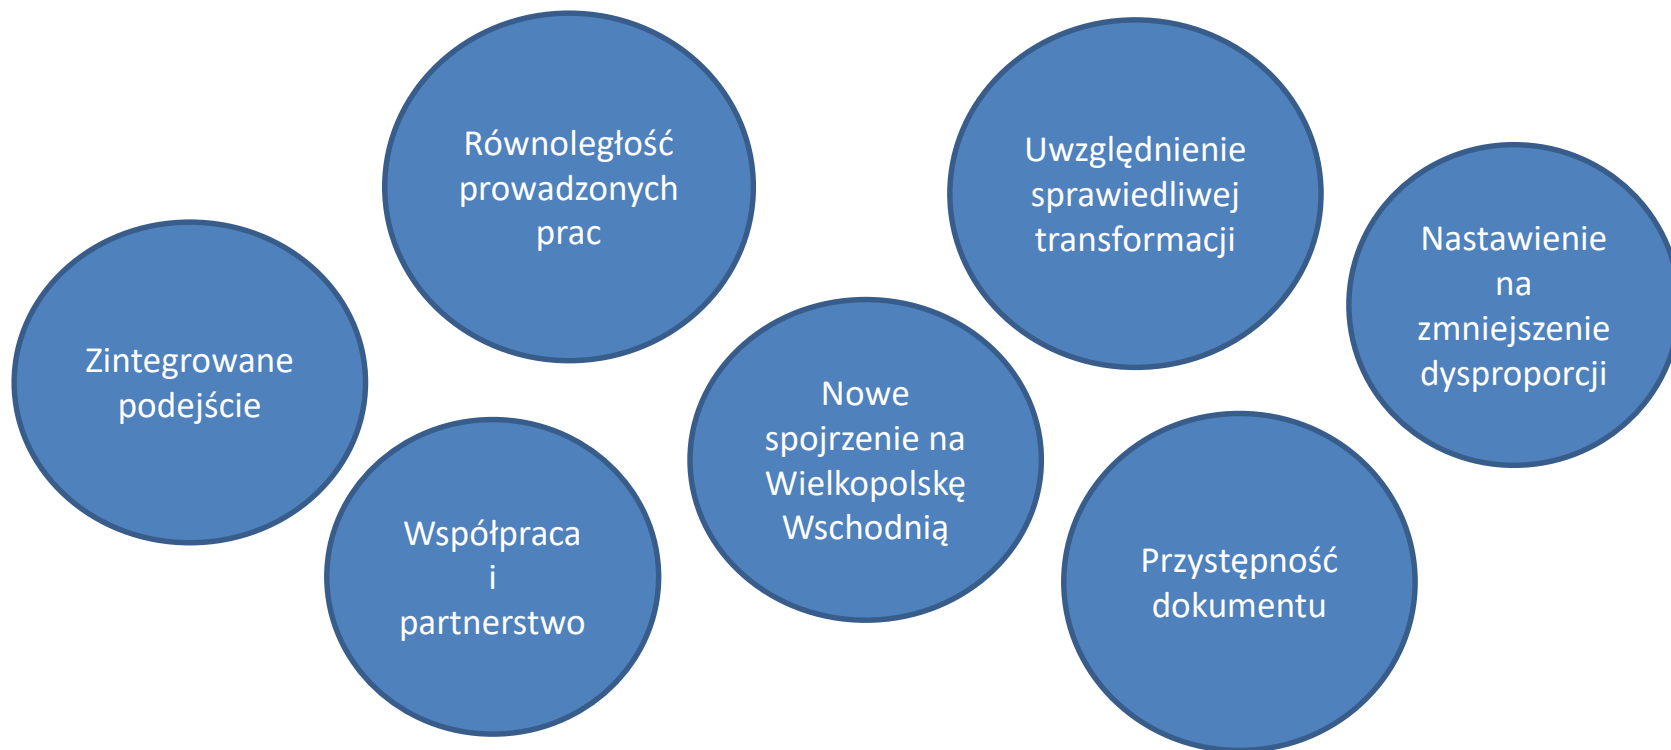 Równoległość
prowadzonych
prac
Uwzględnienie
sprawiedliwej
transformacji
Nastawienie
na
zmniejszenie
dysproporcji
Zintegrowane
podejście
Nowe
spojrzenie na
Wielkopolskę
Wschodnią
Współpraca
i
partnerstwo
Przystępność
dokumentu